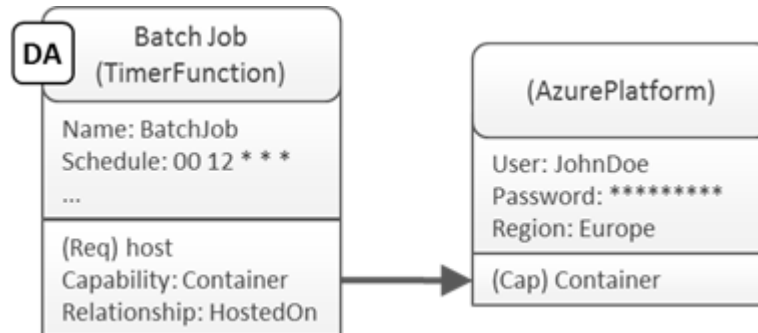 DA
Batch Job
(TimerFunction)
Name: BatchJob
Schedule: 00 12 * * *
...
(Req) host
Capability: Container
Relationship: HostedOn
(AzurePlatform)
User: JohnDoe
Password: *********
Region: Europe
(Cap) Container